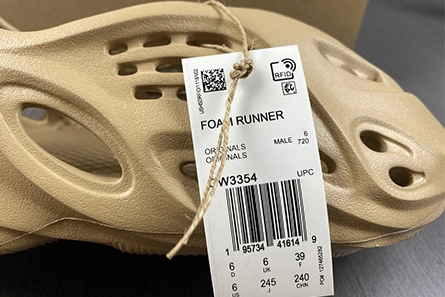 RFID
FOAM RUNNER
ORIGINALS
ORIGINALS
MALE
6
720
W3354
UPC
1 95734 41614 9
6 6 39
D UK F
6 245 240
US J CHN